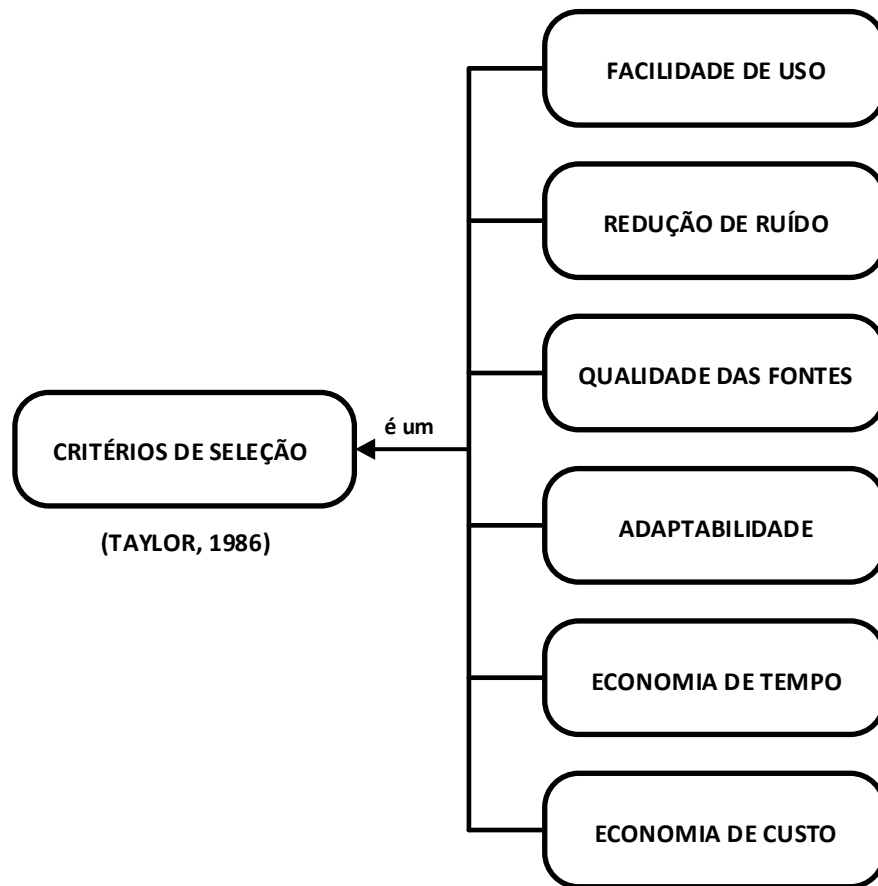 FACILIDADE DE USO
REDUÇÃO DE RUÍDO
QUALIDADE DAS FONTES
é um
CRITÉRIOS DE SELEÇÃO
(TAYLOR, 1986)
ADAPTABILIDADE
ECONOMIA DE TEMPO
ECONOMIA DE CUSTO